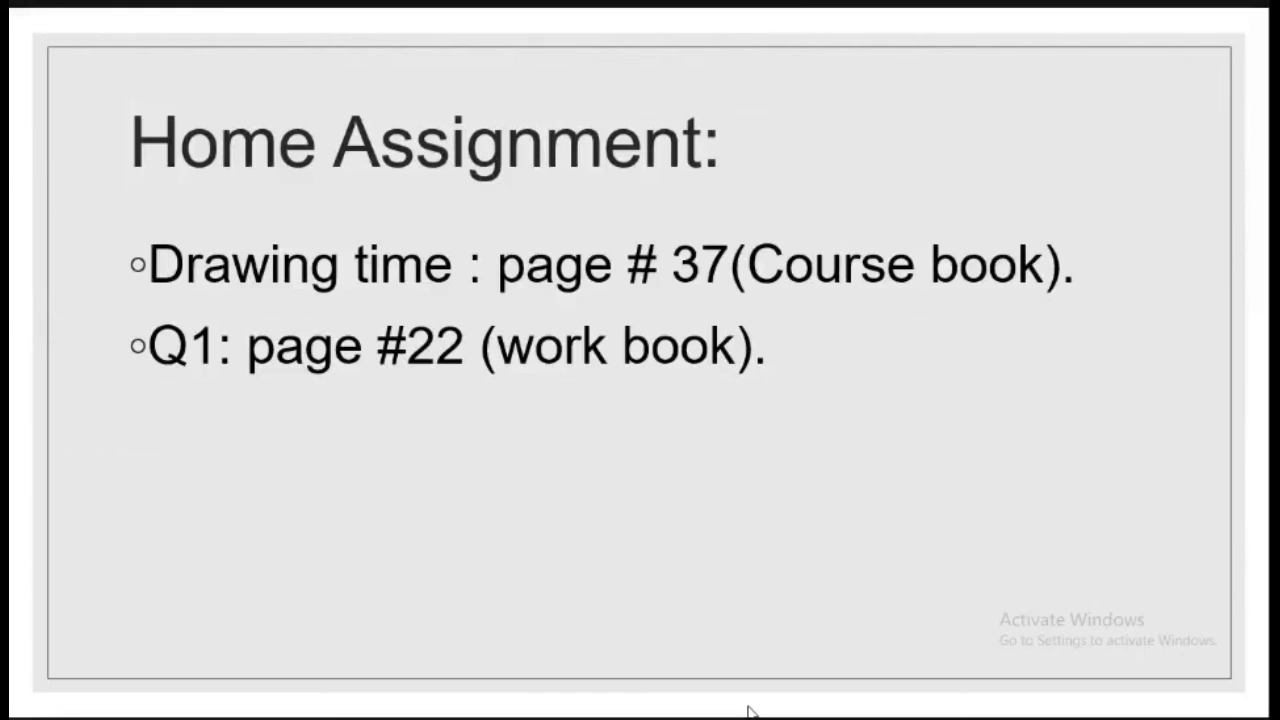 Home Assignment:
◦Drawing time : page # 37(Course book).
◦Q1: page #22 (work book).
Activate Windows
Go to Settings to activate Windows.